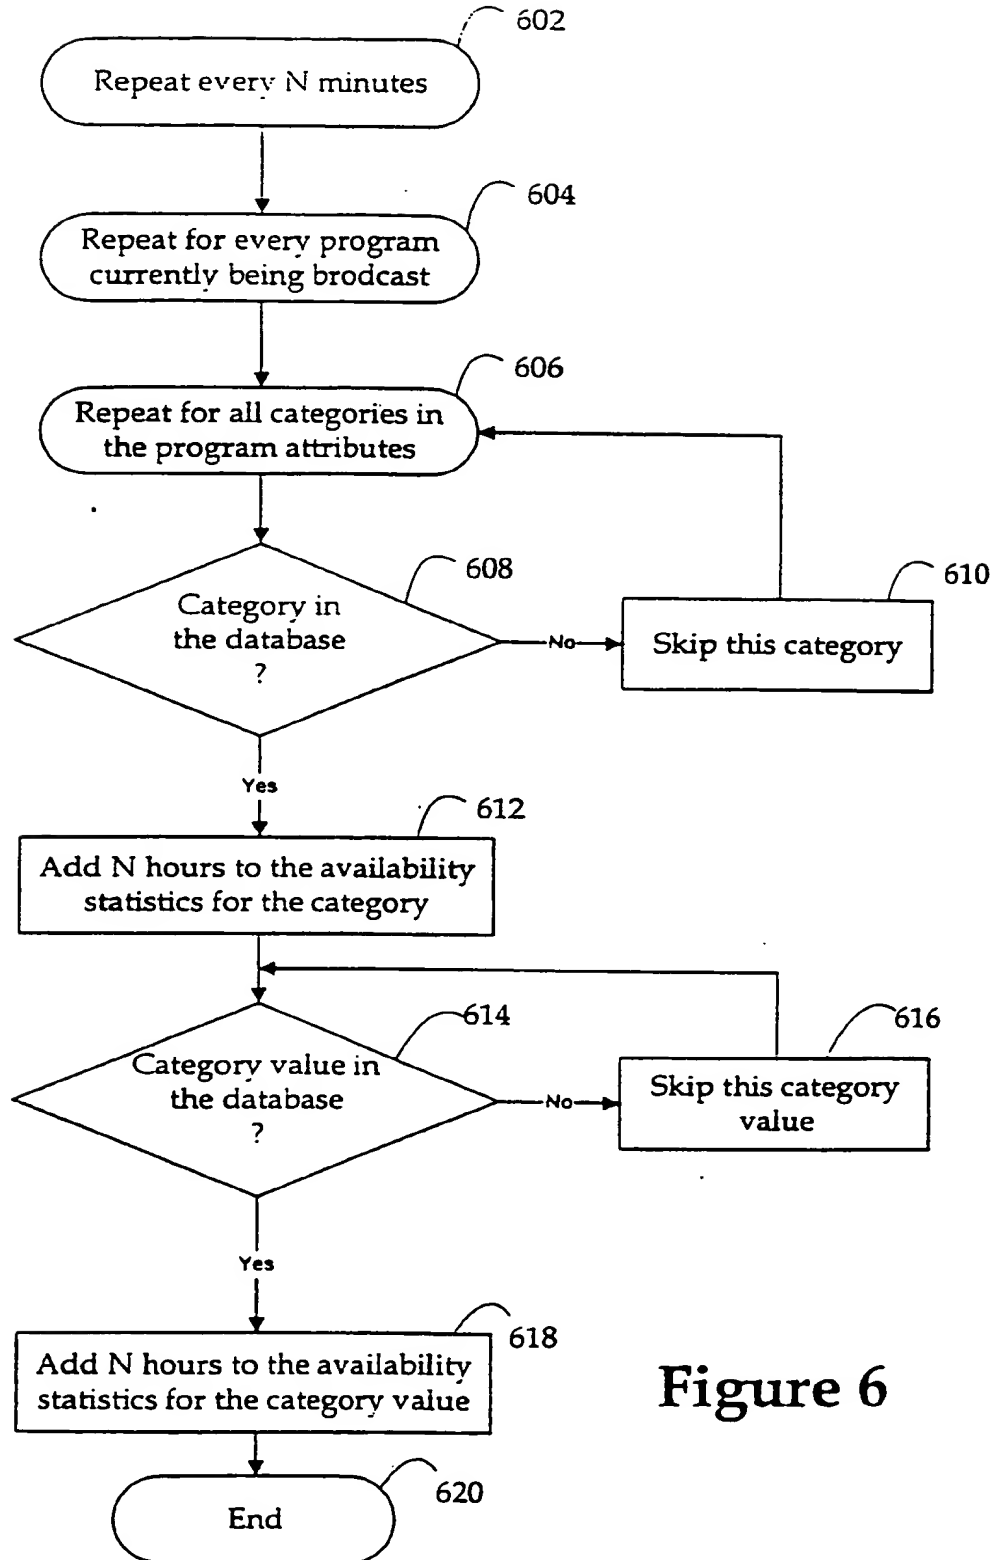 602
Repeat every N minutes
604
Repeat for every program
currently being brodcast
606
Repeat for all categories in
the program attributes
608
Category in
the database
?
No
610
Skip this category
Yes
612
Add N hours to the availability
statistics for the category
614
Category value in
the database
?
No
616
Skip this category
value
Yes
618
Add N hours to the availability
statistics for the category value
Figure 6
620
End